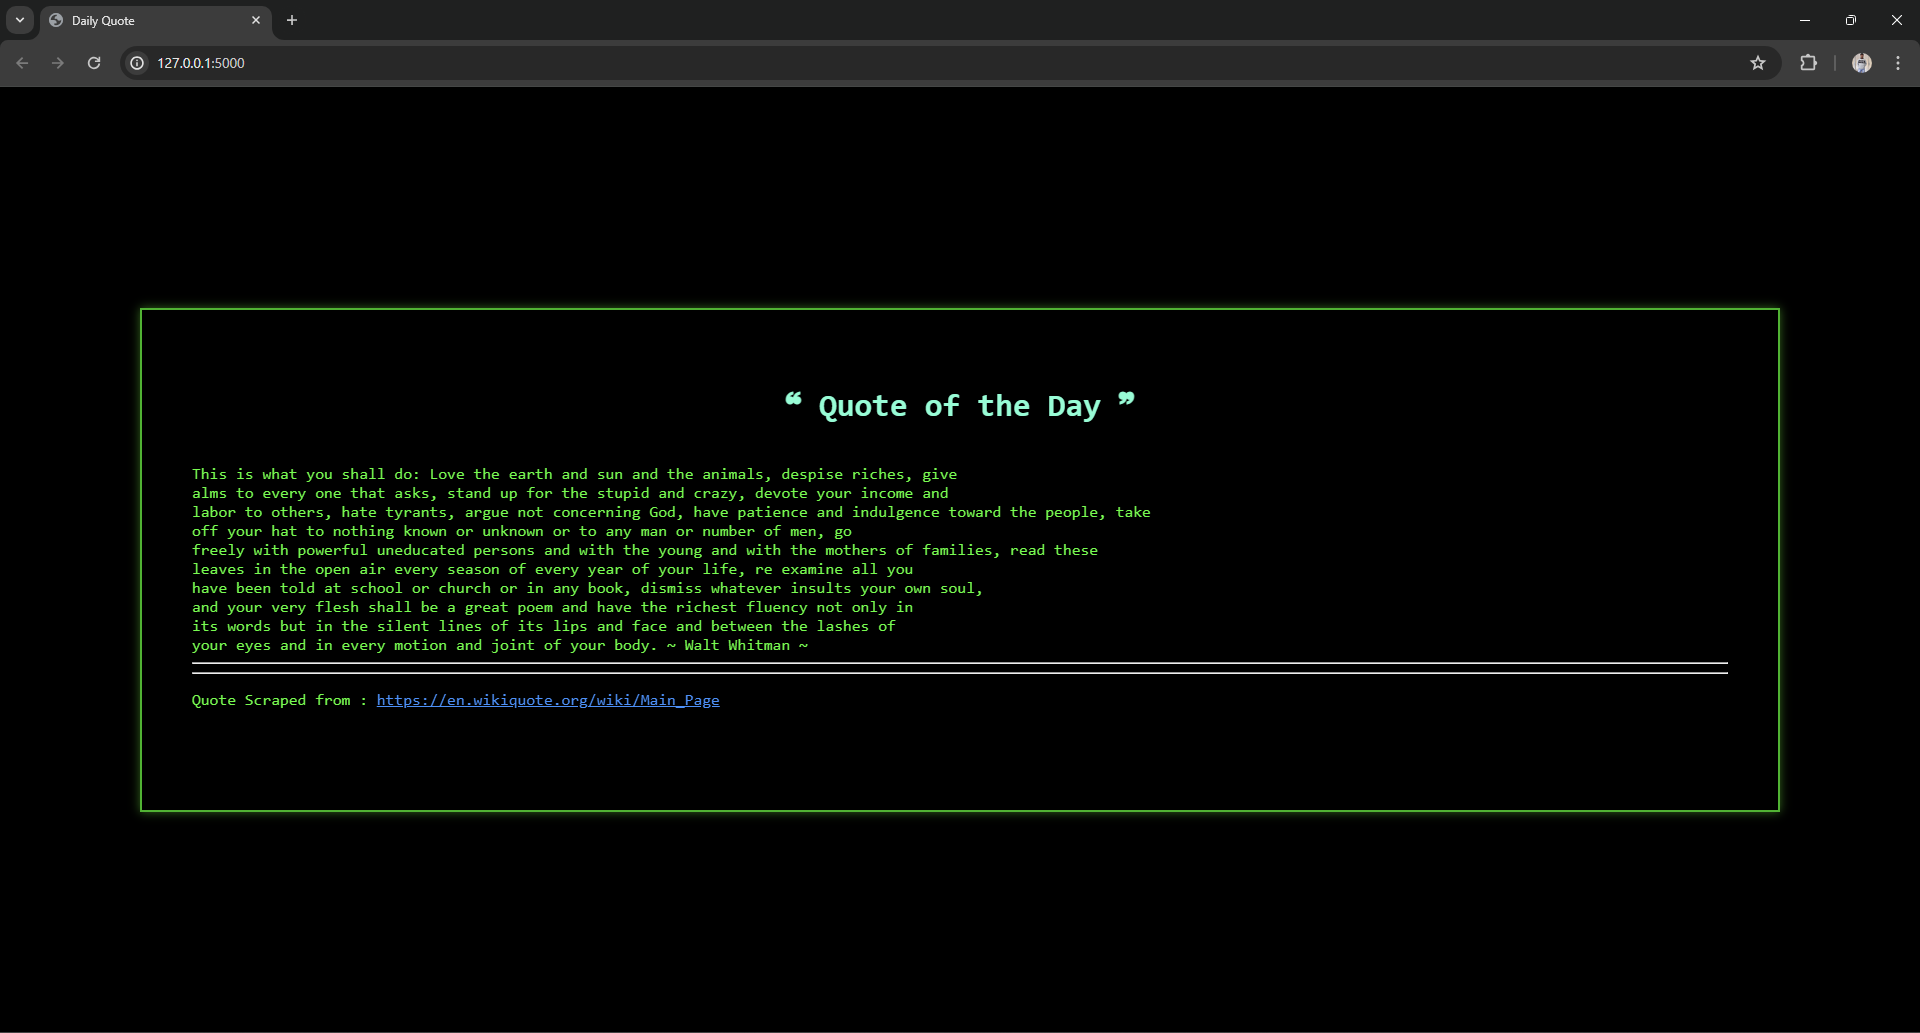 Daily Quote
127.0.0.1:5000
❝ Quote of the Day ❞
This is what you shall do: Love the earth and sun and the animals, despise riches, give
alms to every one that asks, stand up for the stupid and crazy, devote your income and
labor to others, hate tyrants, argue not concerning God, have patience and indulgence toward the people, take
off your hat to nothing known or unknown or to any man or number of men, go
freely with powerful uneducated persons and with the young and with the mothers of families, read these
leaves in the open air every season of every year of your life, re examine all you
have been told at school or church or in any book, dismiss whatever insults your own soul,
and your very flesh shall be a great poem and have the richest fluency not only in
its words but in the silent lines of its lips and face and between the lashes of
your eyes and in every motion and joint of your body. ~ Walt Whitman ~
Quote Scraped from : https://en.wikiquote.org/wiki/Main_Page